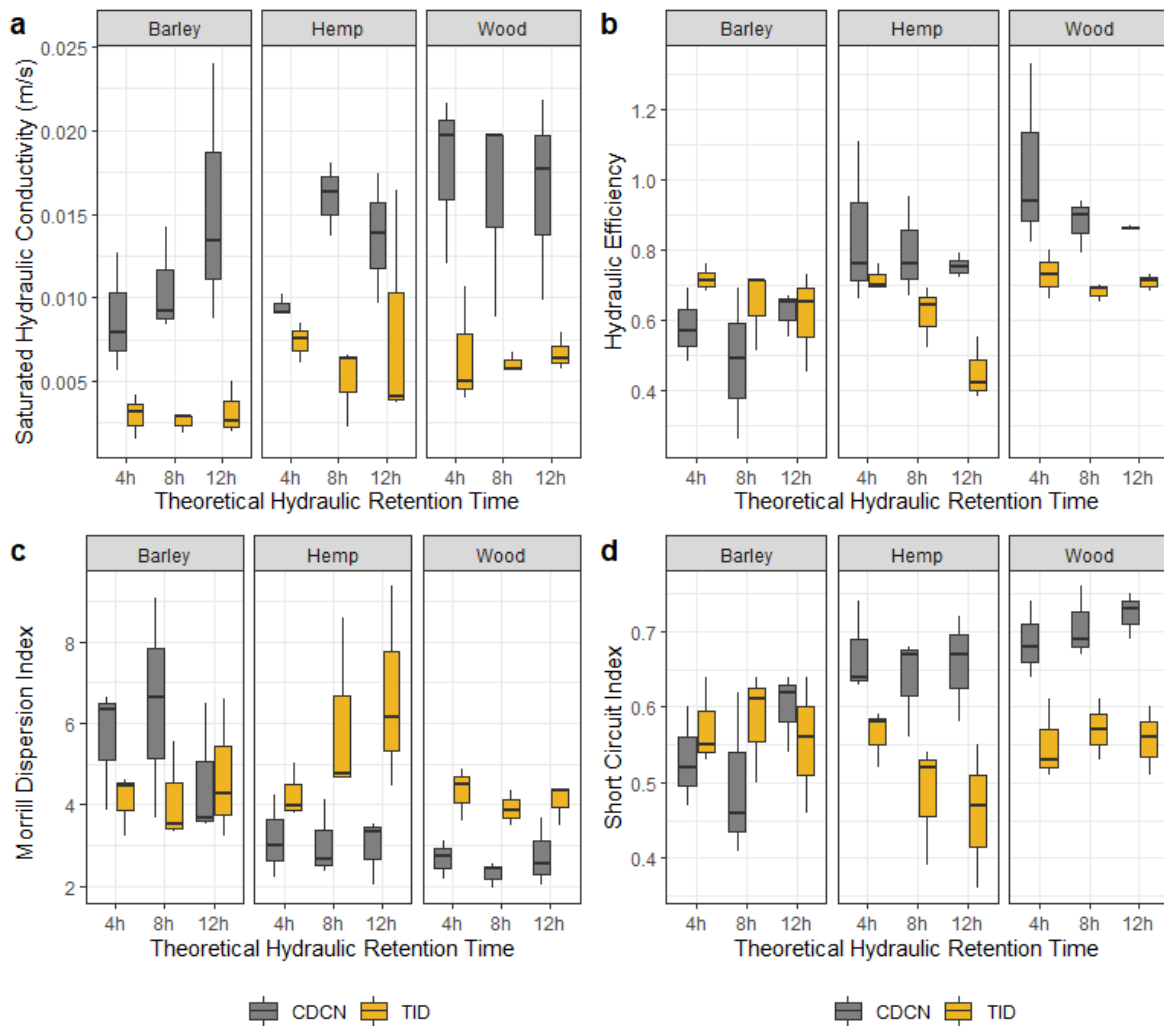 a
Barley Hemp Wood
Saturated Hydraulic Conductivity (m/s)
0.025
0.020
0.015
0.010
0.005
4h 8h 12h 4h 8h 12h 4h 8h 12h
Theoretical Hydraulic Retention Time
b
Barley Hemp Wood
Hydraulic Efficiency
1.2
1.0
0.8
0.6
0.4
4h 8h 12h 4h 8h 12h 4h 8h 12h
Theoretical Hydraulic Retention Time
c
Barley Hemp Wood
Morrill Dispersion Index
8
6
4
2
4h 8h 12h 4h 8h 12h 4h 8h 12h
Theoretical Hydraulic Retention Time
CDCN TID
d
Barley Hemp Wood
Short Circuit Index
0.7
0.6
0.5
0.4
4h 8h 12h 4h 8h 12h 4h 8h 12h
Theoretical Hydraulic Retention Time
CDCN TID